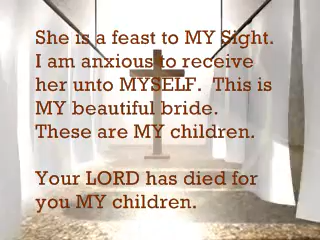 She is a feast to MY Sight.
I am anxious to receive
her unto MYSELF.  This is
MY beautiful bride.
These are MY children.

Your LORD has died for
you MY children.